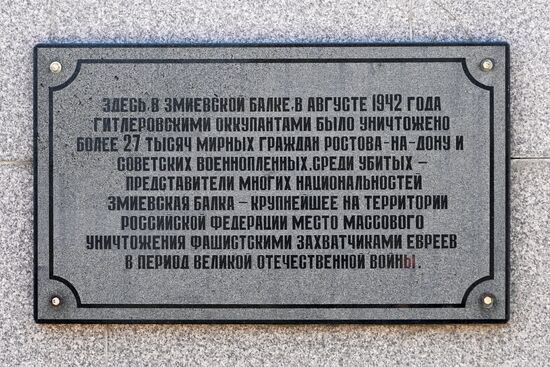 ЗДЕСЬ, В ЗМИЕВСКОЙ БАЛКЕ, В АВГУСТЕ 1942 ГОДА
ГИТЛЕРОВСКИМИ ОККУПАНТАМИ БЫЛО УНИЧТОЖЕНО
БОЛЕЕ 27 ТЫСЯЧ МИРНЫХ ГРАЖДАН РОСТОВА-НА-ДОНУ И
СОВЕТСКИХ ВОЕННОПЛЕННЫХ. СРЕДИ УБИТЫХ –
ПРЕДСТАВИТЕЛИ МНОГИХ НАЦИОНАЛЬНОСТЕЙ
ЗМИЕВСКАЯ БАЛКА – КРУПНЕЙШЕЕ НА ТЕРРИТОРИИ
РОССИЙСКОЙ ФЕДЕРАЦИИ МЕСТО МАССОВОГО
УНИЧТОЖЕНИЯ ФАШИСТСКИМИ ЗАХВАТЧИКАМИ ЕВРЕЕВ
В ПЕРИОД ВЕЛИКОЙ ОТЕЧЕСТВЕННОЙ ВОЙНЫ.